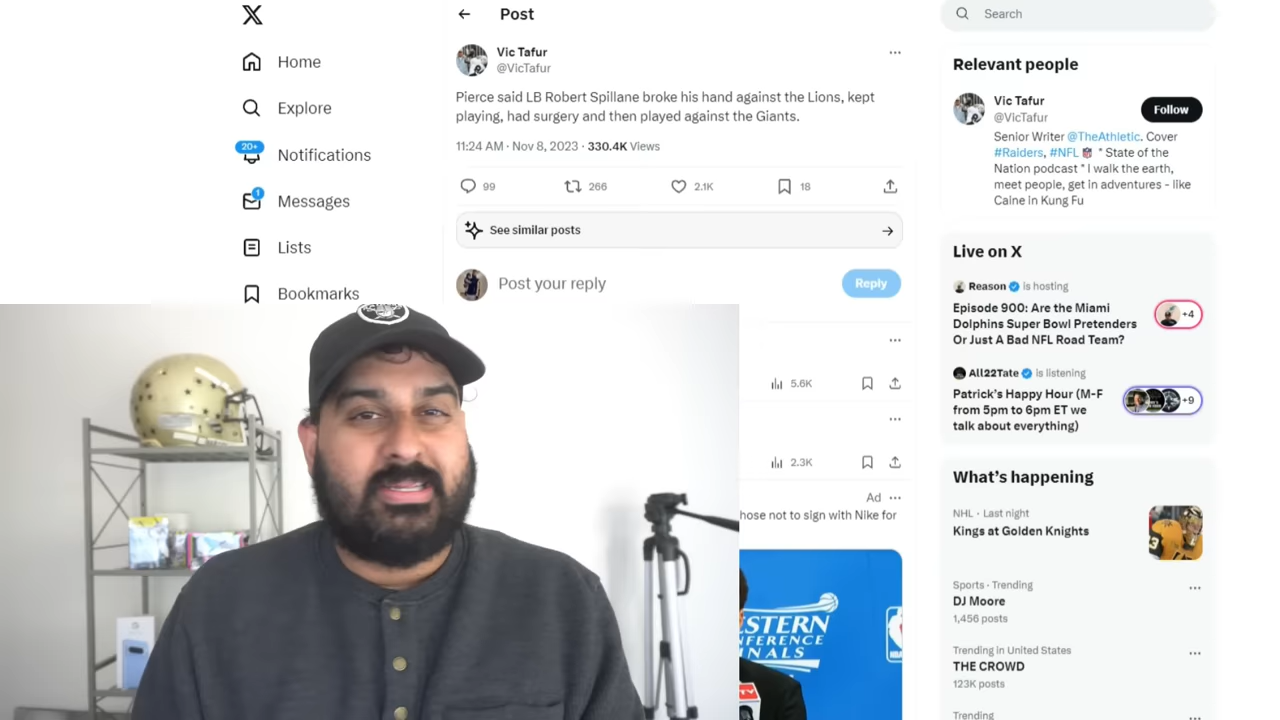 Home
Explore
20+
Notifications
1
Messages
Lists
Bookmarks
Post
Vic Tafur
@VicTafur
Pierce said LB Robert Spillane broke his hand against the Lions, kept
playing, had surgery and then played against the Giants.
11:24 AM · Nov 8, 2023 · 330.4K Views
99
266
2.1K
18
See similar posts
Post your reply
Reply
5.6K
2.3K
Ad
hose not to sign with Nike for
STERN
NFERENCE
NALS
Search
Relevant people
Vic Tafur
@VicTafur
Follow
Senior Writer @TheAthletic. Cover
#Raiders, #NFL * State of the
Nation podcast * I walk the earth,
meet people, get in adventures - like
Caine in Kung Fu
Live on X
Reason is hosting
Episode 900: Are the Miami
Dolphins Super Bowl Pretenders
Or Just A Bad NFL Road Team?
+4
All22Tate is listening
Patrick's Happy Hour (M-F
from 5pm to 6pm ET we
talk about everything)
+9
What's happening
NHL · Last night
Kings at Golden Knights
Sports · Trending
DJ Moore
1,456 posts
Trending in United States
THE CROWD
123K posts
Trending